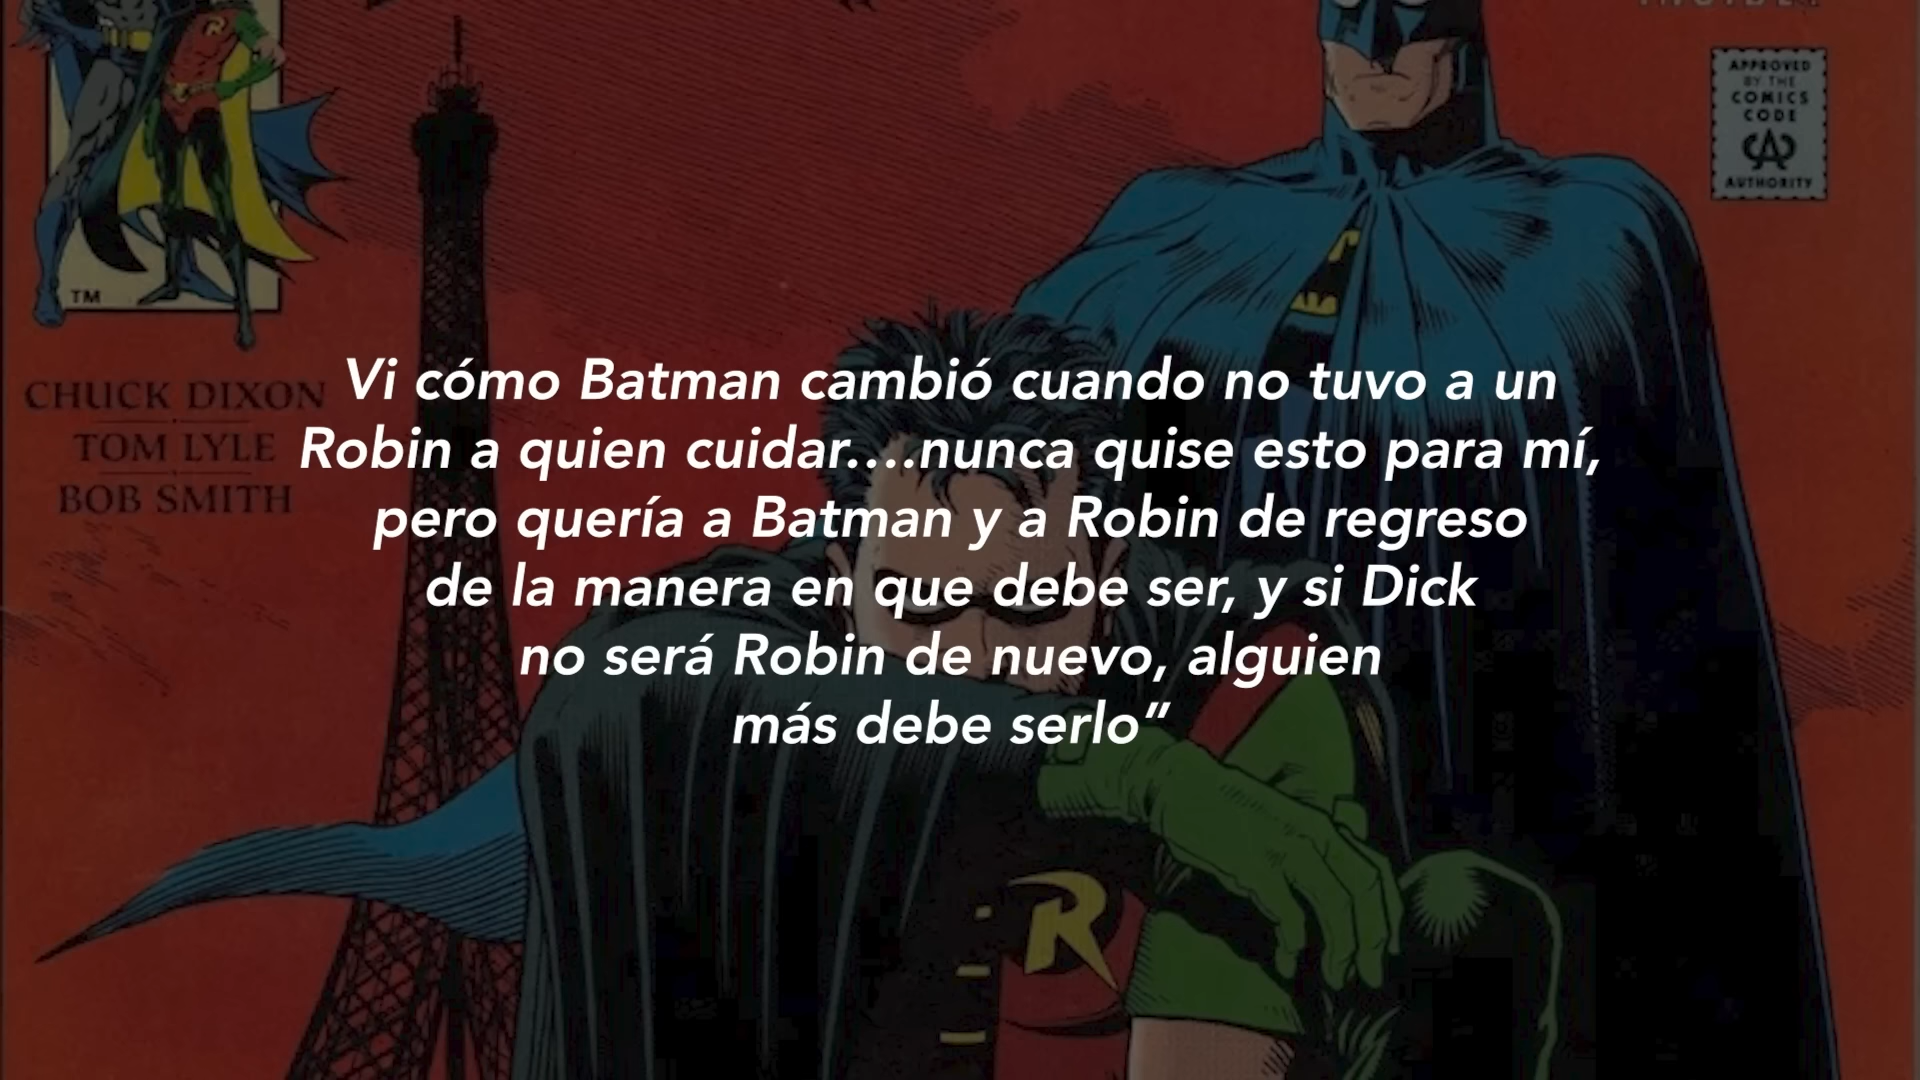 APPROVED
BY THE
COMICS
CODE
CA
AUTHORITY
TM
CHUCK DIXON
TOM LYLE
BOB SMITH
Vi cómo Batman cambió cuando no tuvo a un
Robin a quien cuidar....nunca quise esto para mí,
pero quería a Batman y a Robin de regreso
de la manera en que debe ser, y si Dick
no será Robin de nuevo, alguien
más debe serlo”
R